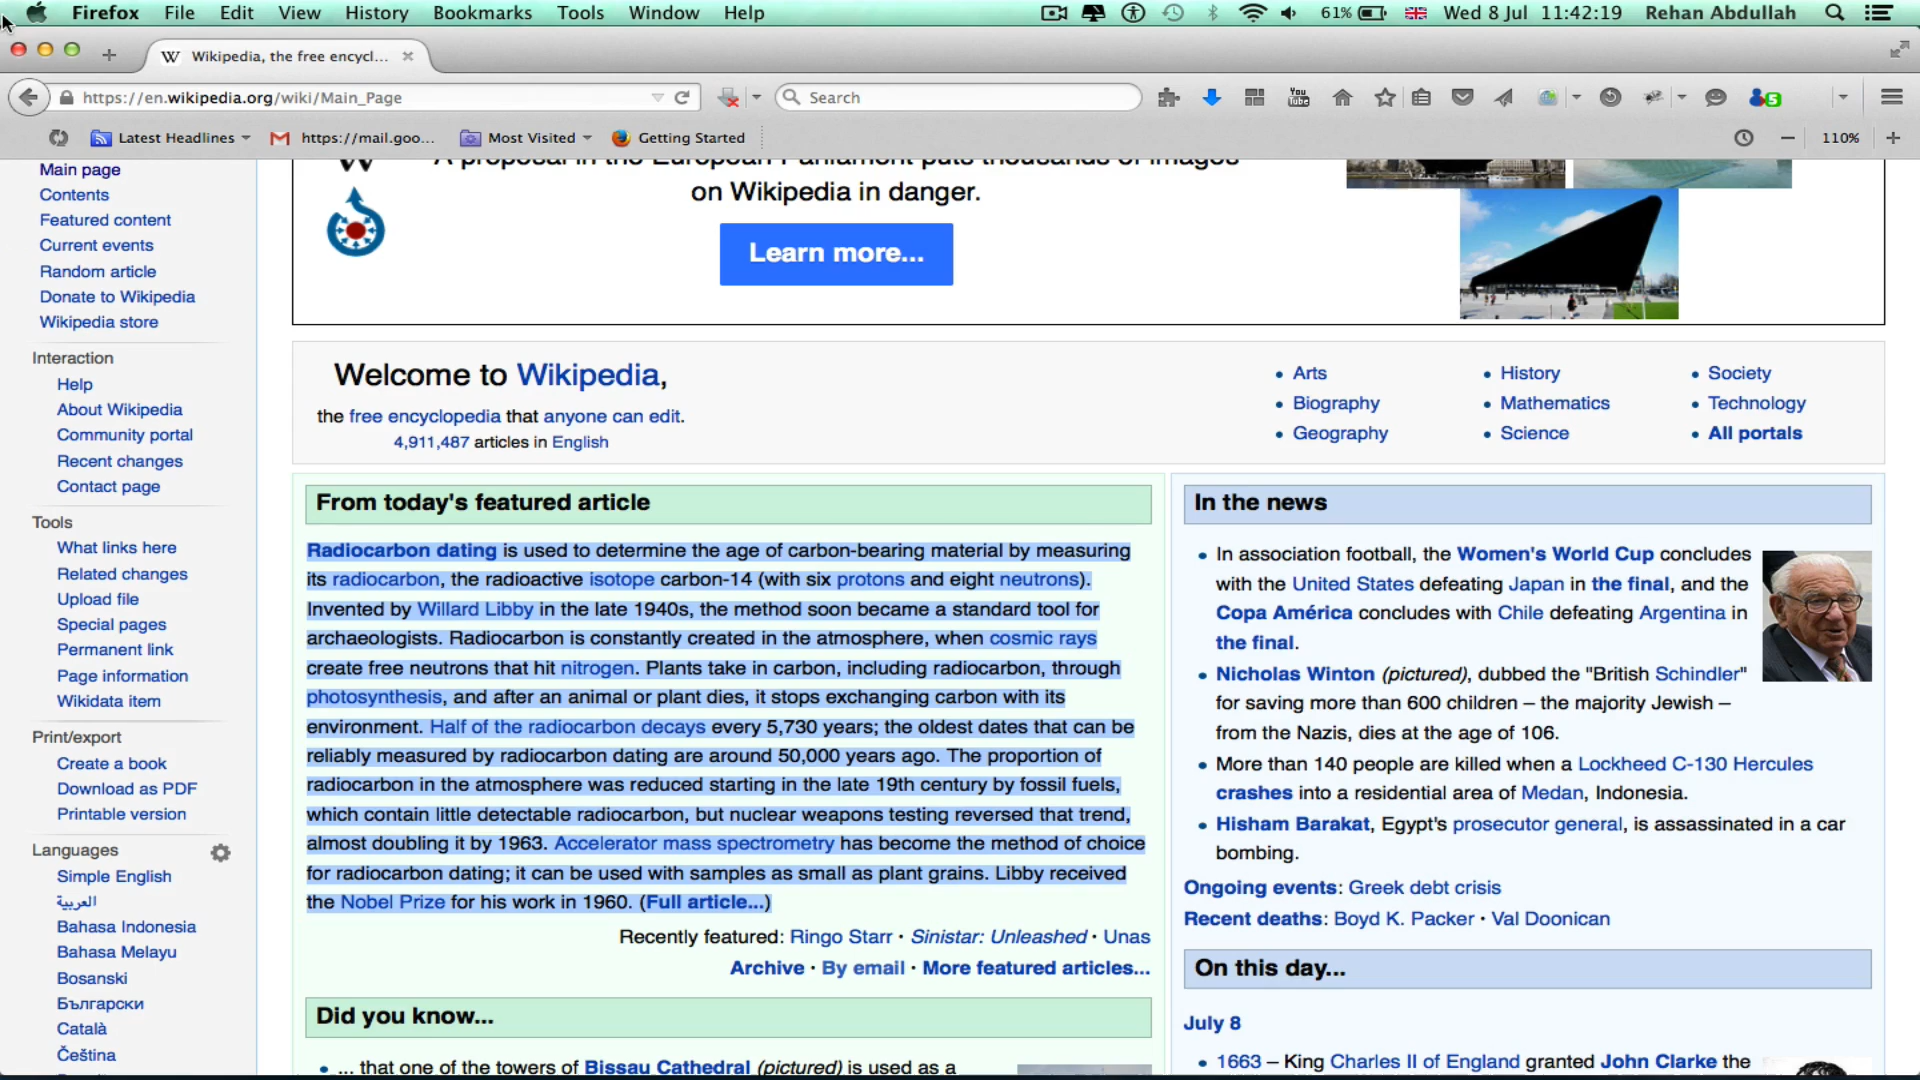 Firefox File Edit View History Bookmarks Tools Window Help 61% Wed 8 Jul 11:42:19 Rehan Abdullah
W Wikipedia, the free encycl...
https://en.wikipedia.org/wiki/Main_Page Search You Tube 5
Latest Headlines https://mail.goo... Most Visited Getting Started 110%
Main page
Contents
Featured content
Current events
Random article
Donate to Wikipedia
Wikipedia store
Interaction
Help
About Wikipedia
Community portal
Recent changes
Contact page
Tools
What links here
Related changes
Upload file
Special pages
Permanent link
Page information
Wikidata item
Print/export
Create a book
Download as PDF
Printable version
Languages
Simple English
العربية
Bahasa Indonesia
Bahasa Melayu
Bosanski
Български
Català
Čeština
A proposal in the European Parliament puts thousands of images
on Wikipedia in danger.
Learn more...
Welcome to Wikipedia,
the free encyclopedia that anyone can edit.
4,911,487 articles in English
• Arts
• Biography
• Geography
• History
• Mathematics
• Science
• Society
• Technology
• All portals
From today's featured article
Radiocarbon dating is used to determine the age of carbon-bearing material by measuring
its radiocarbon, the radioactive isotope carbon-14 (with six protons and eight neutrons).
Invented by Willard Libby in the late 1940s, the method soon became a standard tool for
archaeologists. Radiocarbon is constantly created in the atmosphere, when cosmic rays
create free neutrons that hit nitrogen. Plants take in carbon, including radiocarbon, through
photosynthesis, and after an animal or plant dies, it stops exchanging carbon with its
environment. Half of the radiocarbon decays every 5,730 years; the oldest dates that can be
reliably measured by radiocarbon dating are around 50,000 years ago. The proportion of
radiocarbon in the atmosphere was reduced starting in the late 19th century by fossil fuels,
which contain little detectable radiocarbon, but nuclear weapons testing reversed that trend,
almost doubling it by 1963. Accelerator mass spectrometry has become the method of choice
for radiocarbon dating; it can be used with samples as small as plant grains. Libby received
the Nobel Prize for his work in 1960. (Full article...)
Recently featured: Ringo Starr · Sinistar: Unleashed · Unas
Archive · By email · More featured articles...
Did you know...
• ... that one of the towers of Bissau Cathedral (pictured) is used as a
In the news
• In association football, the Women's World Cup concludes
with the United States defeating Japan in the final, and the
Copa América concludes with Chile defeating Argentina in
the final.
• Nicholas Winton (pictured), dubbed the "British Schindler"
for saving more than 600 children – the majority Jewish –
from the Nazis, dies at the age of 106.
• More than 140 people are killed when a Lockheed C-130 Hercules
crashes into a residential area of Medan, Indonesia.
• Hisham Barakat, Egypt's prosecutor general, is assassinated in a car
bombing.
Ongoing events: Greek debt crisis
Recent deaths: Boyd K. Packer · Val Doonican
On this day...
July 8
• 1663 – King Charles II of England granted John Clarke the